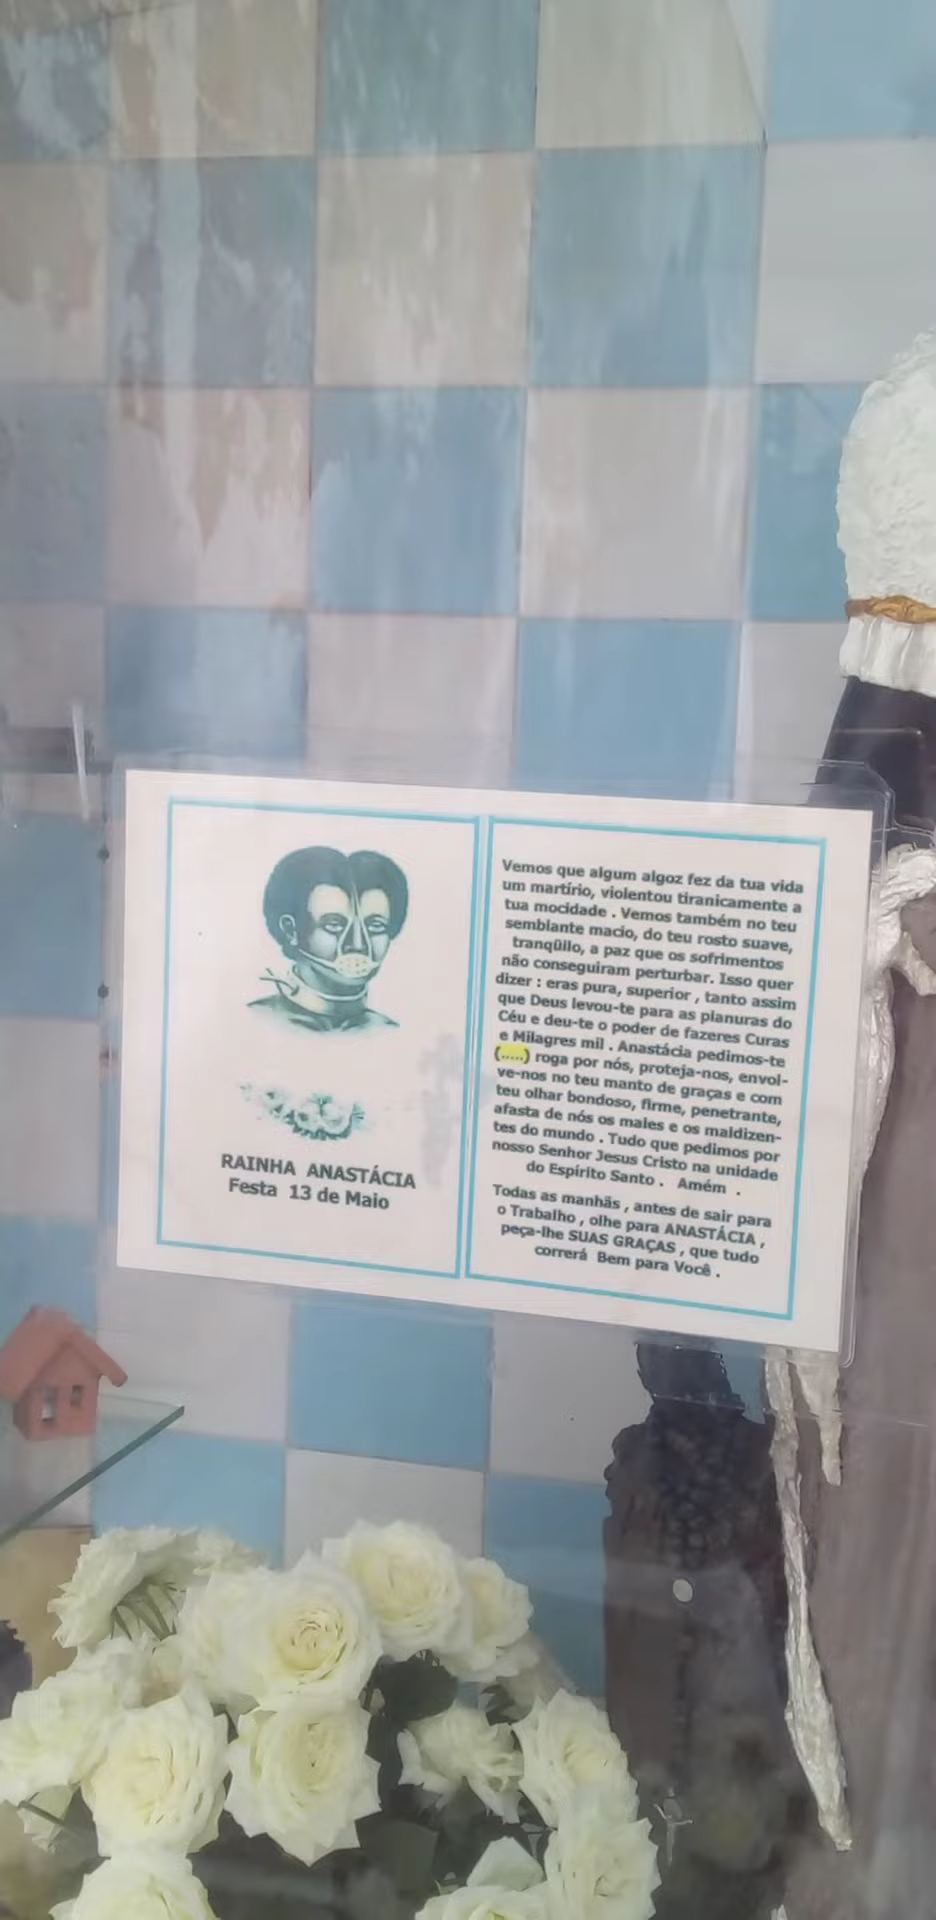 RAINHA ANASTÁCIA
Festa 13 de Maio
Vemos que algum algoz fez da tua vida
um martírio, violentou tiranicamente a
tua mocidade . Vemos também no teu
semblante macio, do teu rosto suave,
tranqüilo, a paz que os sofrimentos
não conseguiram perturbar. Isso quer
dizer : eras pura, superior , tanto assim
que Deus levou-te para as planuras do
Céu e deu-te o poder de fazeres Curas
e Milagres mil . Anastácia pedimos-te
(.....) roga por nós, proteja-nos, envol-
ve-nos no teu manto de graças e com
teu olhar bondoso, firme, penetrante,
afasta de nós os males e os maldizen-
tes do mundo . Tudo que pedimos por
nosso Senhor Jesus Cristo na unidade
do Espírito Santo . Amém .
Todas as manhãs , antes de sair para
o Trabalho , olhe para ANASTÁCIA ,
peça-lhe SUAS GRAÇAS , que tudo
correrá Bem para Você .